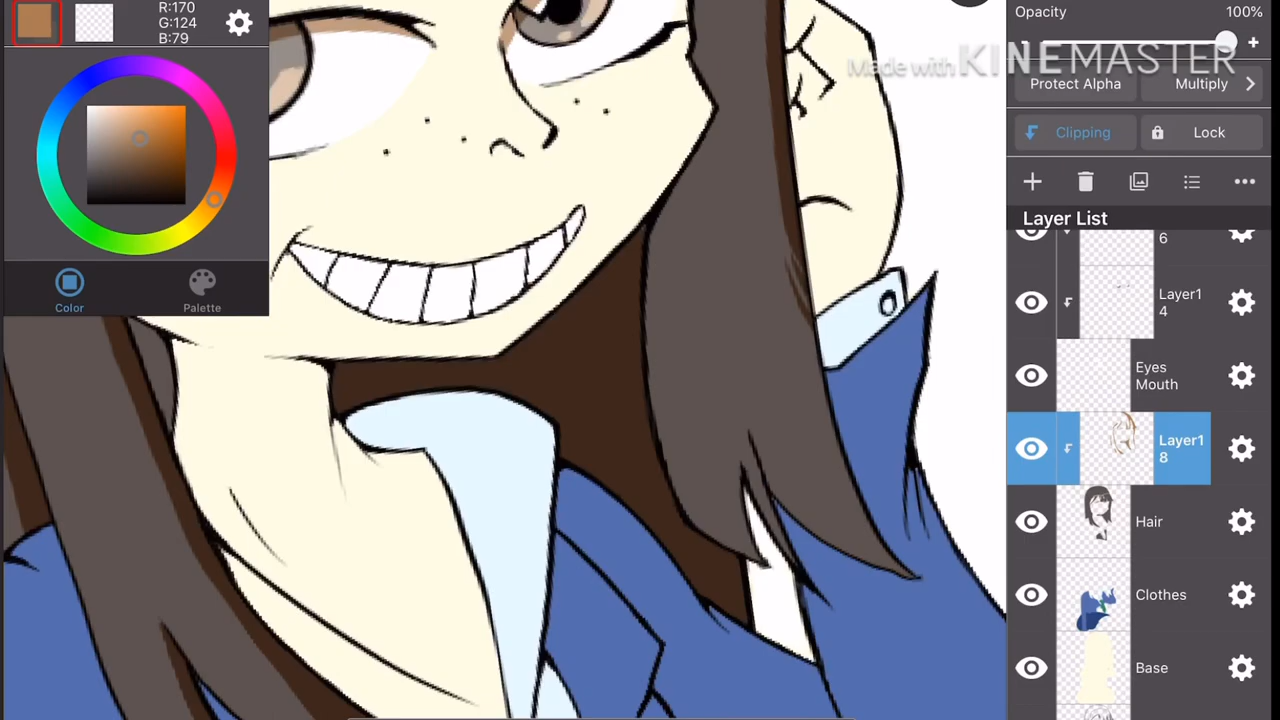 R:170
G:124
B:79
Color
Palette
Made with KINEMASTER
Opacity
100%
Protect Alpha
Multiply
Clipping
Lock
Layer List
6
Layer1
4
Eyes
Mouth
Layer1
8
Hair
Clothes
Base